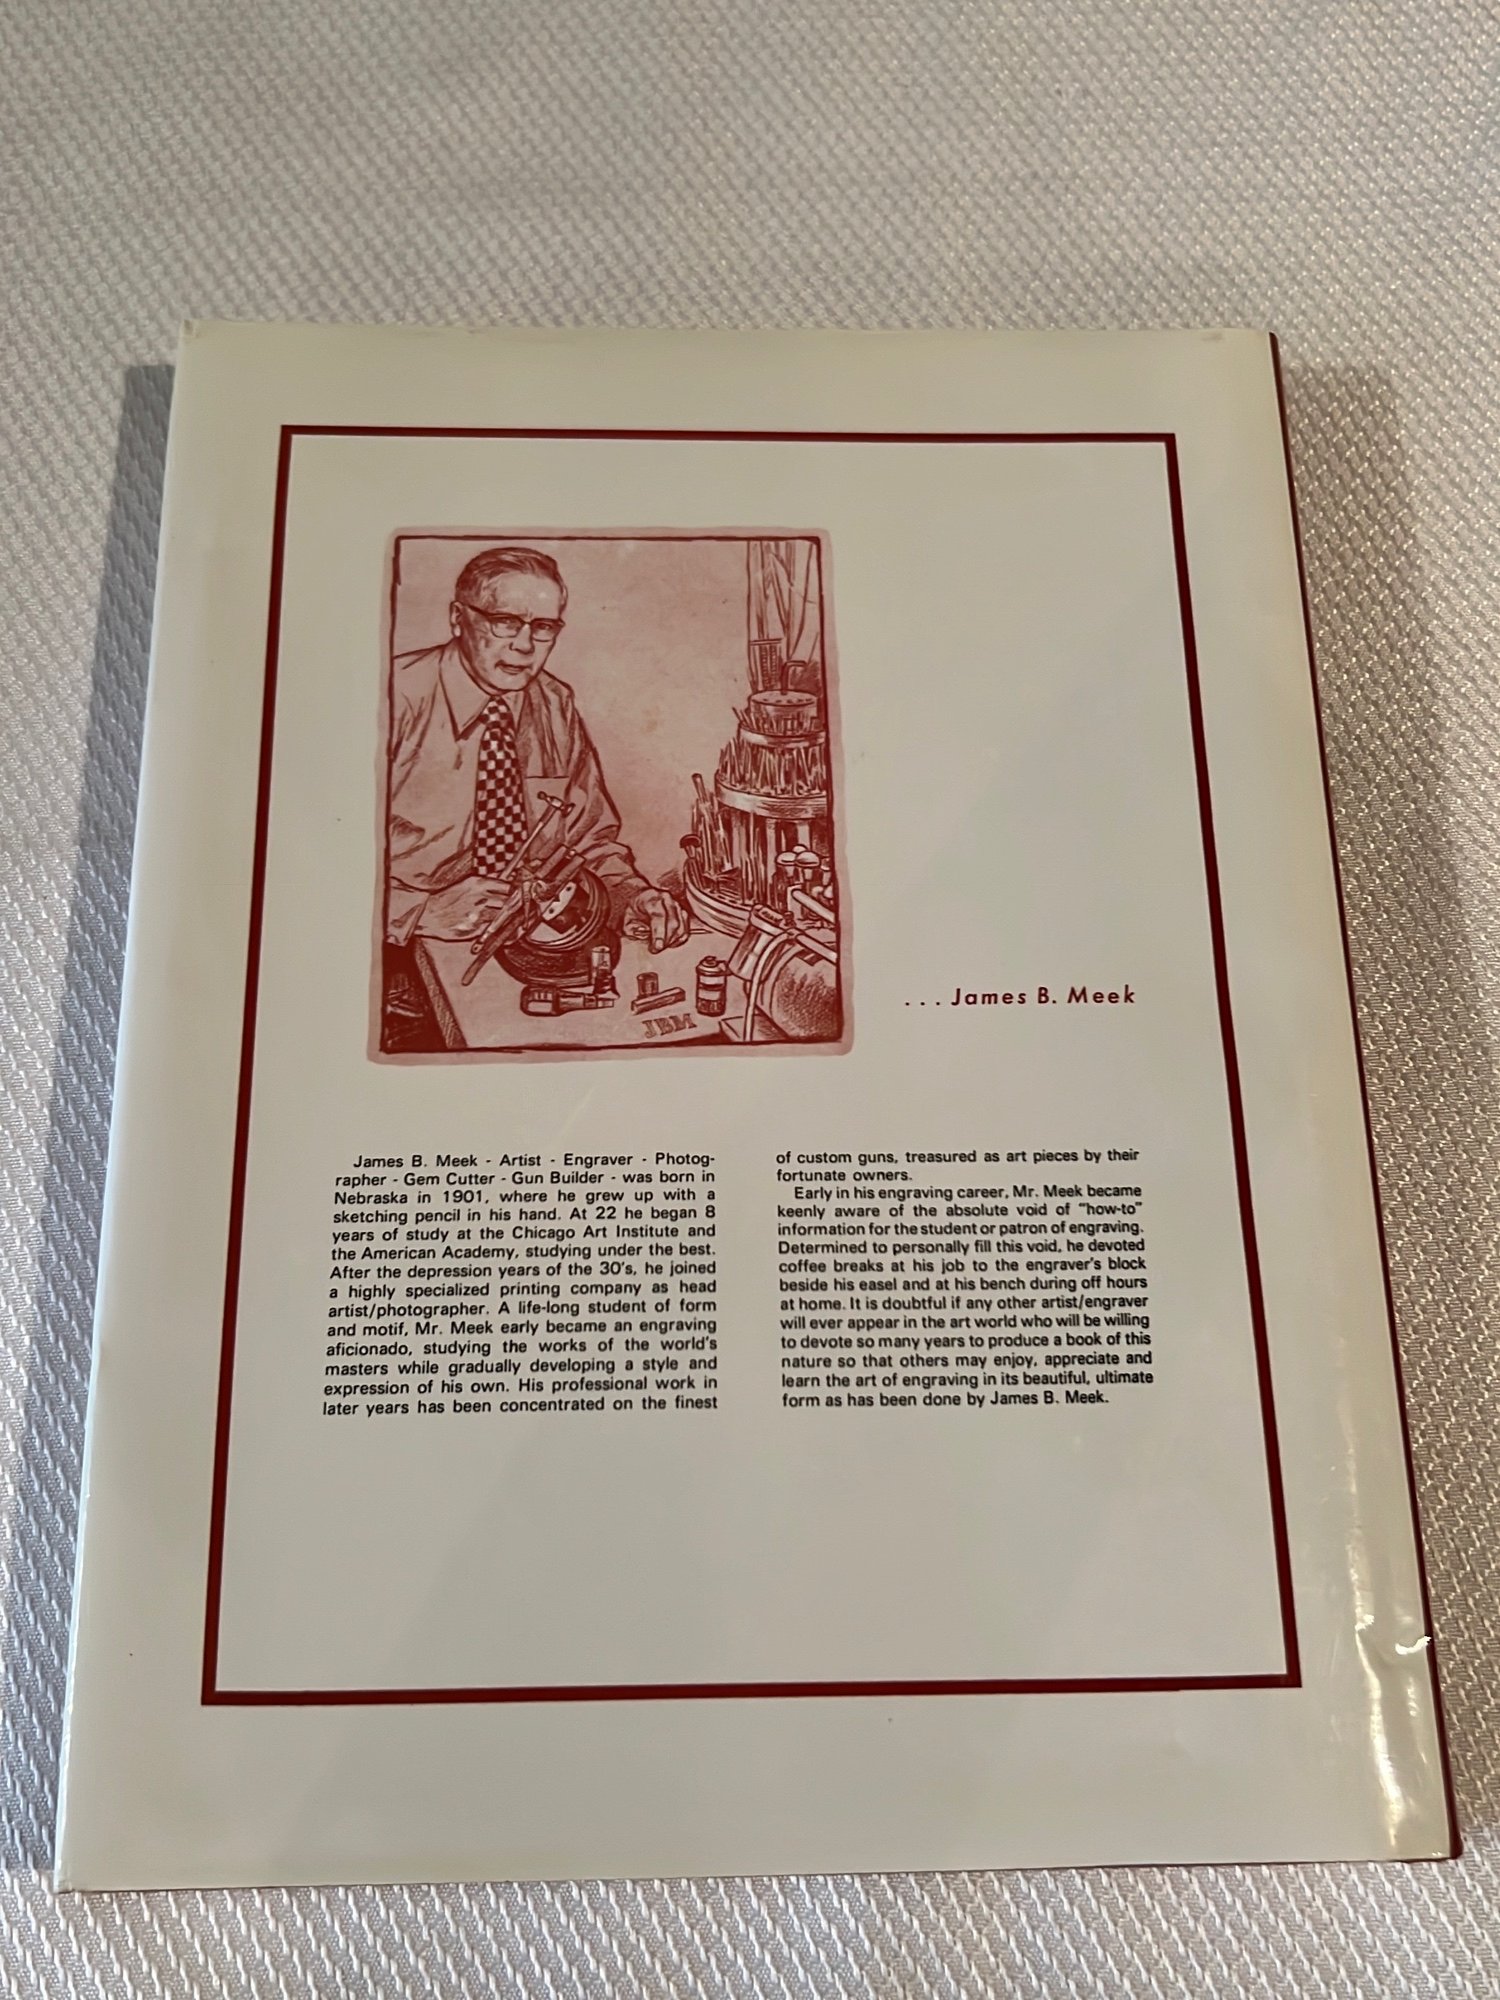 JBM
. . . James B. Meek
James B. Meek - Artist - Engraver - Photog-
rapher - Gem Cutter - Gun Builder - was born in
Nebraska in 1901, where he grew up with a
sketching pencil in his hand. At 22 he began 8
years of study at the Chicago Art Institute and
the American Academy, studying under the best.
After the depression years of the 30's, he joined
a highly specialized printing company as head
artist/photographer. A life-long student of form
and motif, Mr. Meek early became an engraving
aficionado, studying the works of the world's
masters while gradually developing a style and
expression of his own. His professional work in
later years has been concentrated on the finest
of custom guns, treasured as art pieces by their
fortunate owners.
Early in his engraving career, Mr. Meek became
keenly aware of the absolute void of "how-to"
information for the student or patron of engraving.
Determined to personally fill this void, he devoted
coffee breaks at his job to the engraver's block
beside his easel and at his bench during off hours
at home. It is doubtful if any other artist/engraver
will ever appear in the art world who will be willing
to devote so many years to produce a book of this
nature so that others may enjoy, appreciate and
learn the art of engraving in its beautiful, ultimate
form as has been done by James B. Meek.